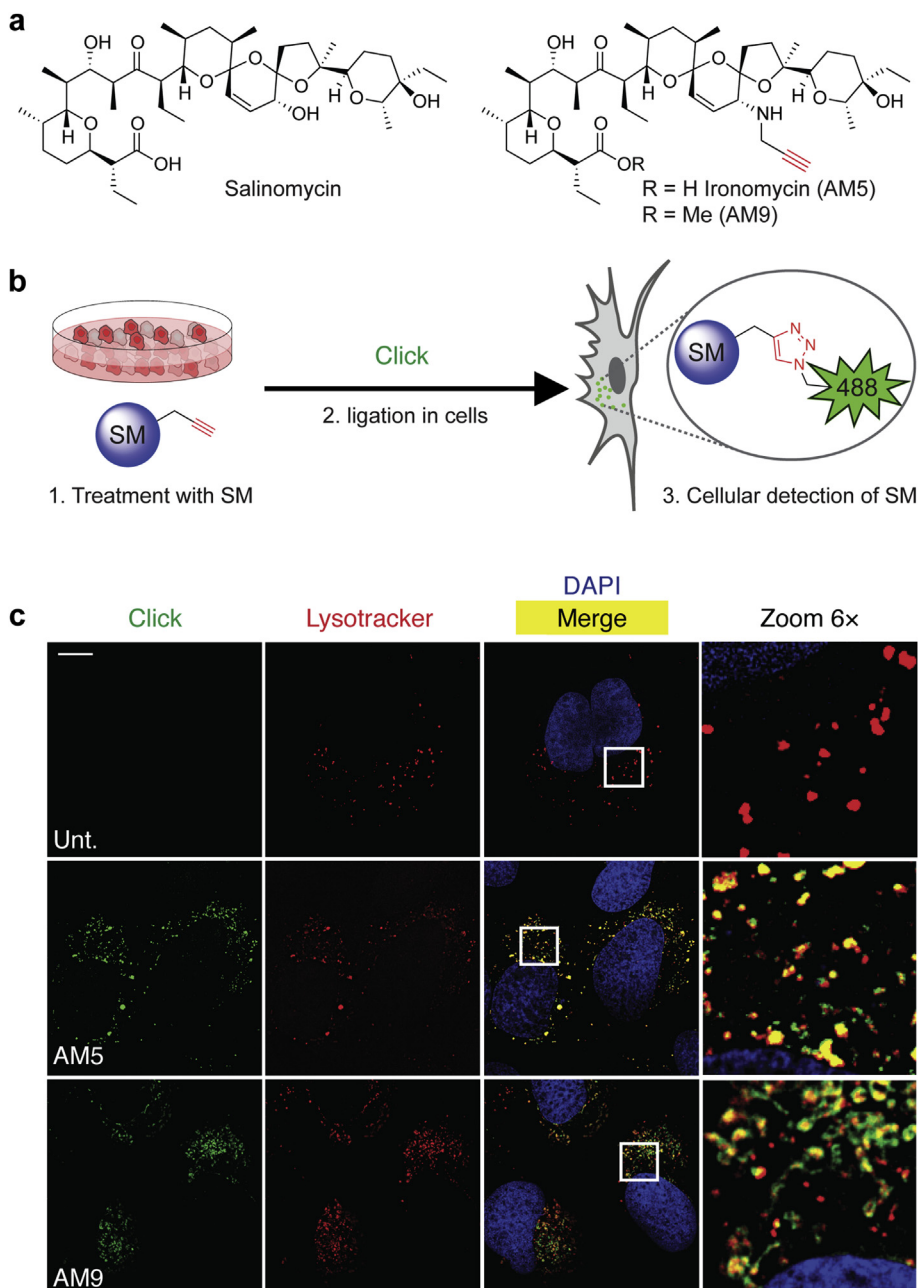 a
OH
O
H
O
O
O
H
O
OH
OH
H
O
O
OH
Salinomycin
OH
O
H
O
O
O
H
O
OH
NH
H
O
O
OR
R = H Ironomycin (AM5)
R = Me (AM9)
b
SM
Click
2. ligation in cells
1. Treatment with SM
SM
N
N
N
488
3. Cellular detection of SM
c
Click
Lysotracker
DAPI
Merge
Zoom 6×
Unt.
AM5
AM9